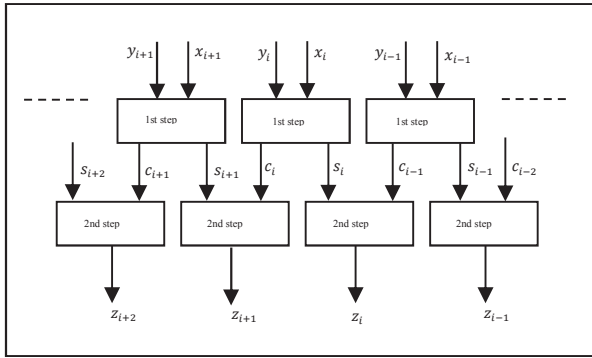 y_{i+1} x_{i+1} y_i x_i y_{i−1} x_{i−1}
1st step 1st step 1st step
s_{i+2} c_{i+1} s_{i+1} c_i s_i c_{i−1} s_{i−1} c_{i−2}
2nd step 2nd step 2nd step 2nd step
z_{i+2} z_{i+1} z_i z_{i−1}